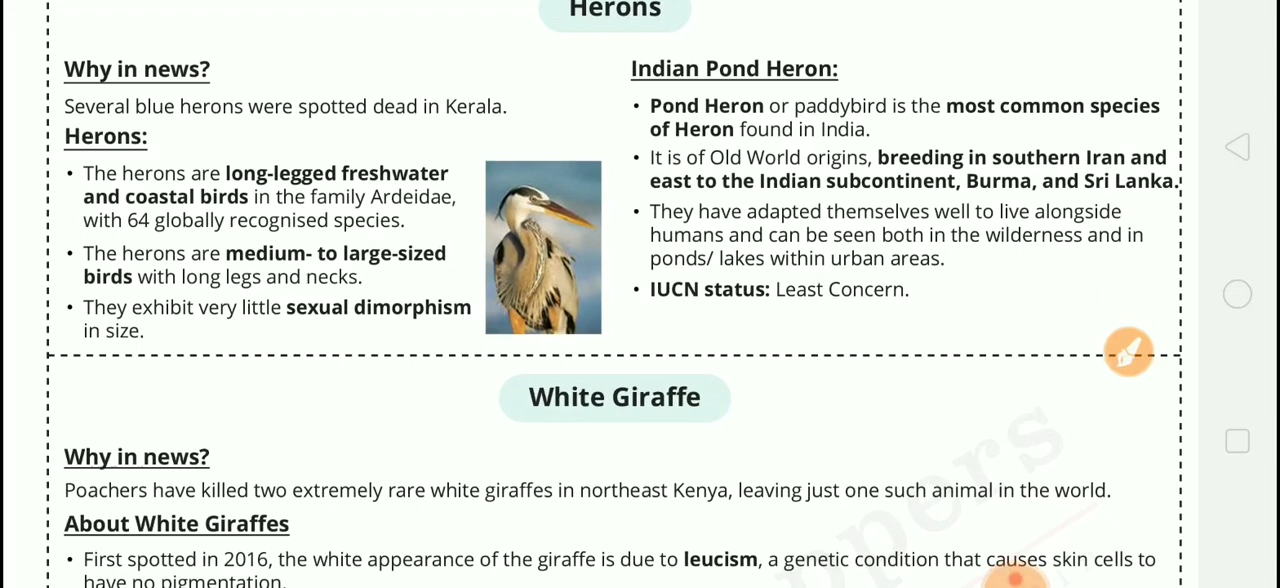 Herons
Why in news?
Several blue herons were spotted dead in Kerala.
Herons:
• The herons are long-legged freshwater
and coastal birds in the family Ardeidae,
with 64 globally recognised species.
• The herons are medium- to large-sized
birds with long legs and necks.
• They exhibit very little sexual dimorphism
in size.
Indian Pond Heron:
• Pond Heron or paddybird is the most common species
of Heron found in India.
• It is of Old World origins, breeding in southern Iran and
east to the Indian subcontinent, Burma, and Sri Lanka.
• They have adapted themselves well to live alongside
humans and can be seen both in the wilderness and in
ponds/ lakes within urban areas.
• IUCN status: Least Concern.
White Giraffe
Why in news?
Poachers have killed two extremely rare white giraffes in northeast Kenya, leaving just one such animal in the world.
About White Giraffes
• First spotted in 2016, the white appearance of the giraffe is due to leucism, a genetic condition that causes skin cells to
have no pigmentation.